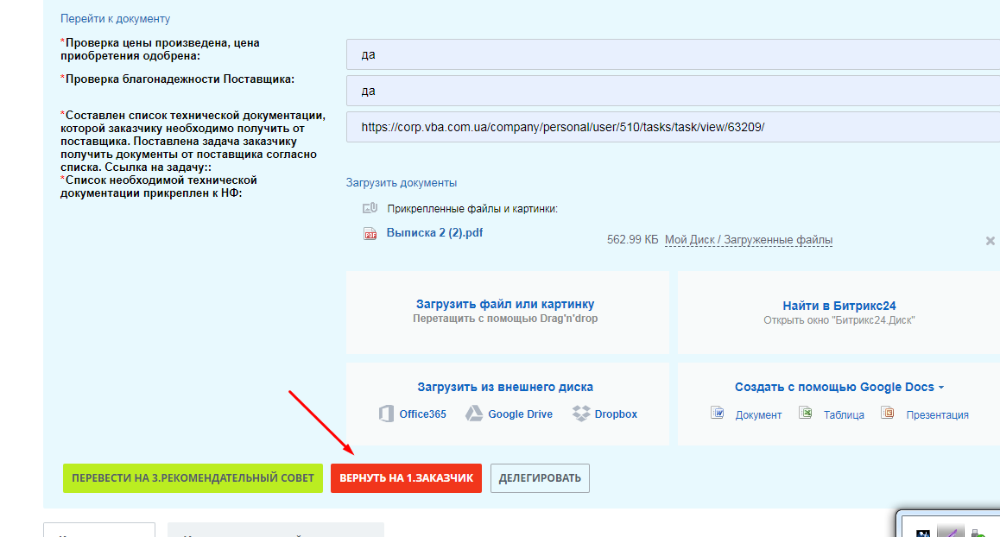 Перейти к документу
*Проверка цены произведена, цена
приобретения одобрена:
да
*Проверка благонадежности Поставщика:
да
*Составлен список технической документации,
которой заказчику необходимо получить от
поставщика. Поставлена задача заказчику
получить документы от поставщика согласно
списка. Ссылка на задачу::
https://corp.vba.com.ua/company/personal/user/510/tasks/task/view/63209/
*Список необходимой технической
документации прикреплен к НФ:
Загрузить документы
Прикрепленные файлы и картинки:
Выписка 2 (2).pdf
562.99 КБ Мой Диск / Загруженные файлы
Загрузить файл или картинку
Перетащить с помощью Drag'n'drop
Найти в Битрикс24
Открыть окно "Битрикс24.Диск"
Загрузить из внешнего диска
Office365 Google Drive Dropbox
Создать с помощью Google Docs
Документ Таблица Презентация
ПЕРЕВЕСТИ НА 3.РЕКОМЕНДАТЕЛЬНЫЙ СОВЕТ
ВЕРНУТЬ НА 1.ЗАКАЗЧИК
ДЕЛЕГИРОВАТЬ